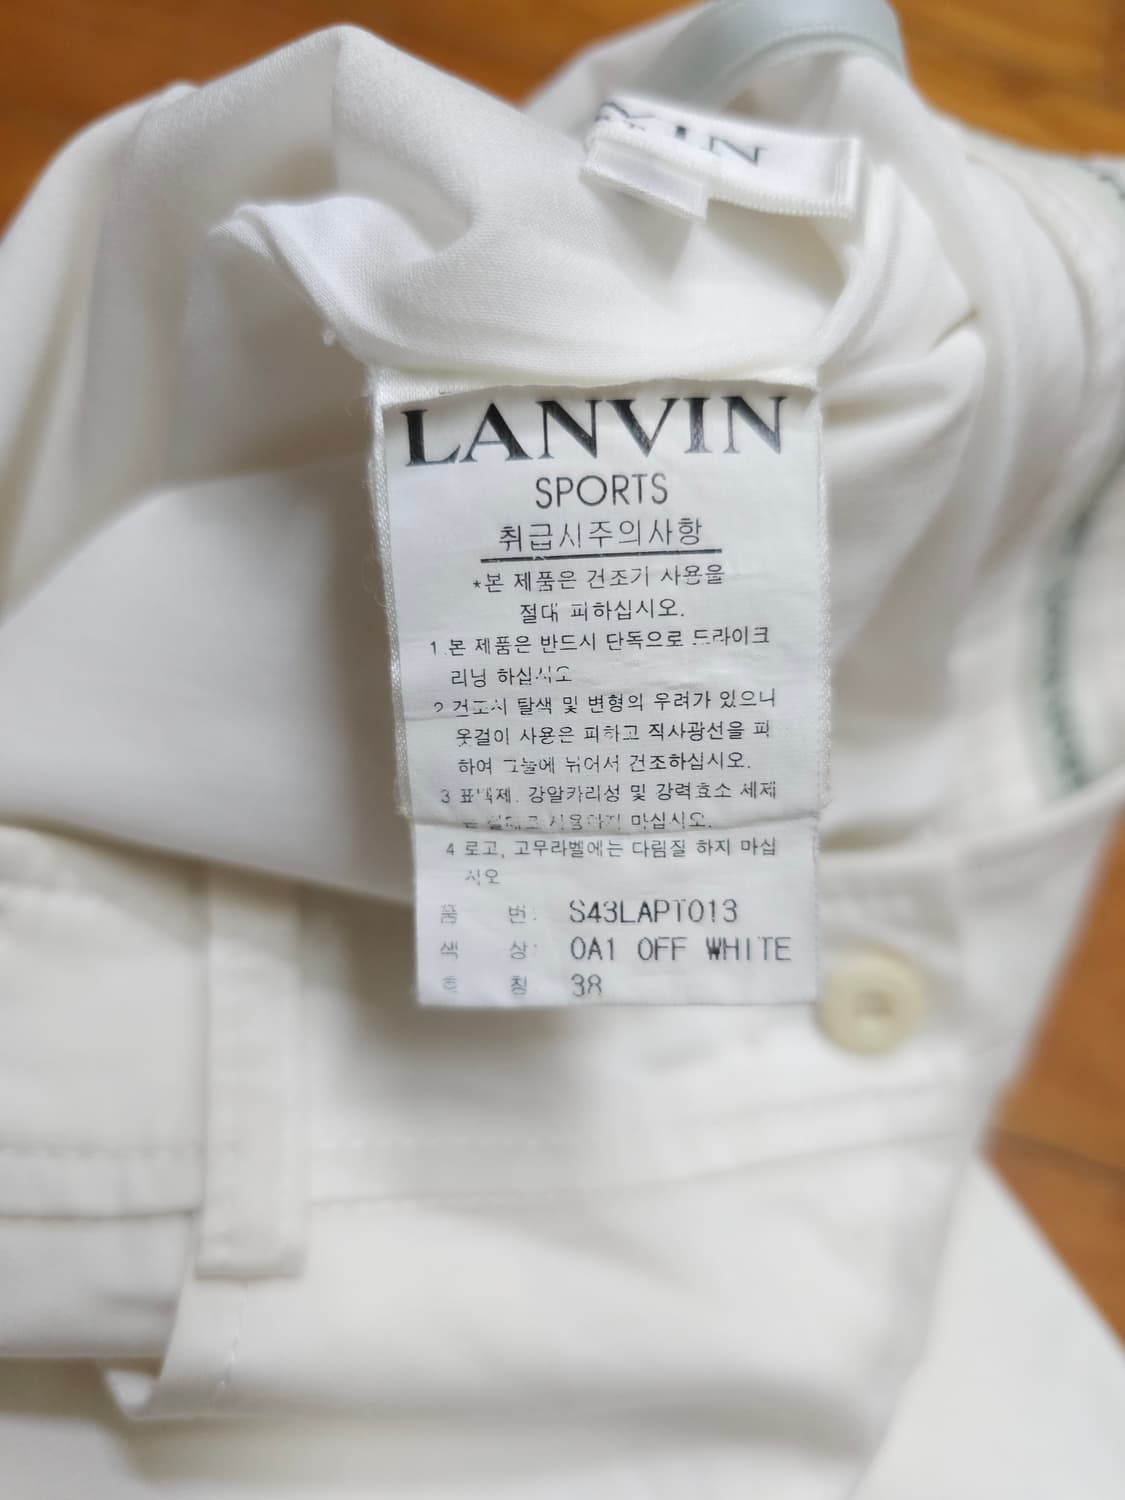 LANVIN
SPORTS
취급시주의사항
*본 제품은 건조기 사용을
절대 피하십시오.
1.본 제품은 반드시 단독으로 드라이크
리닝 하십시오
2 건조시 탈색 및 변형의 우려가 있으니
옷걸이 사용은 피하고 직사광선을 피
하여 그늘에 뉘어서 건조하십시오.
3 표백제. 강알카리성 및 강력효소 세제
는 절대로 사용하지 마십시오.
4 로고, 고무라벨에는 다림질 하지 마십
시오
품 번: S43LAPT013
색 상: 0A1 OFF WHITE
호 칭 38